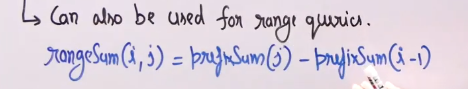 ↳ Can also be used for range queries.
rangeSum(i, j) = prefixSum(j) - prefixSum(i-1)